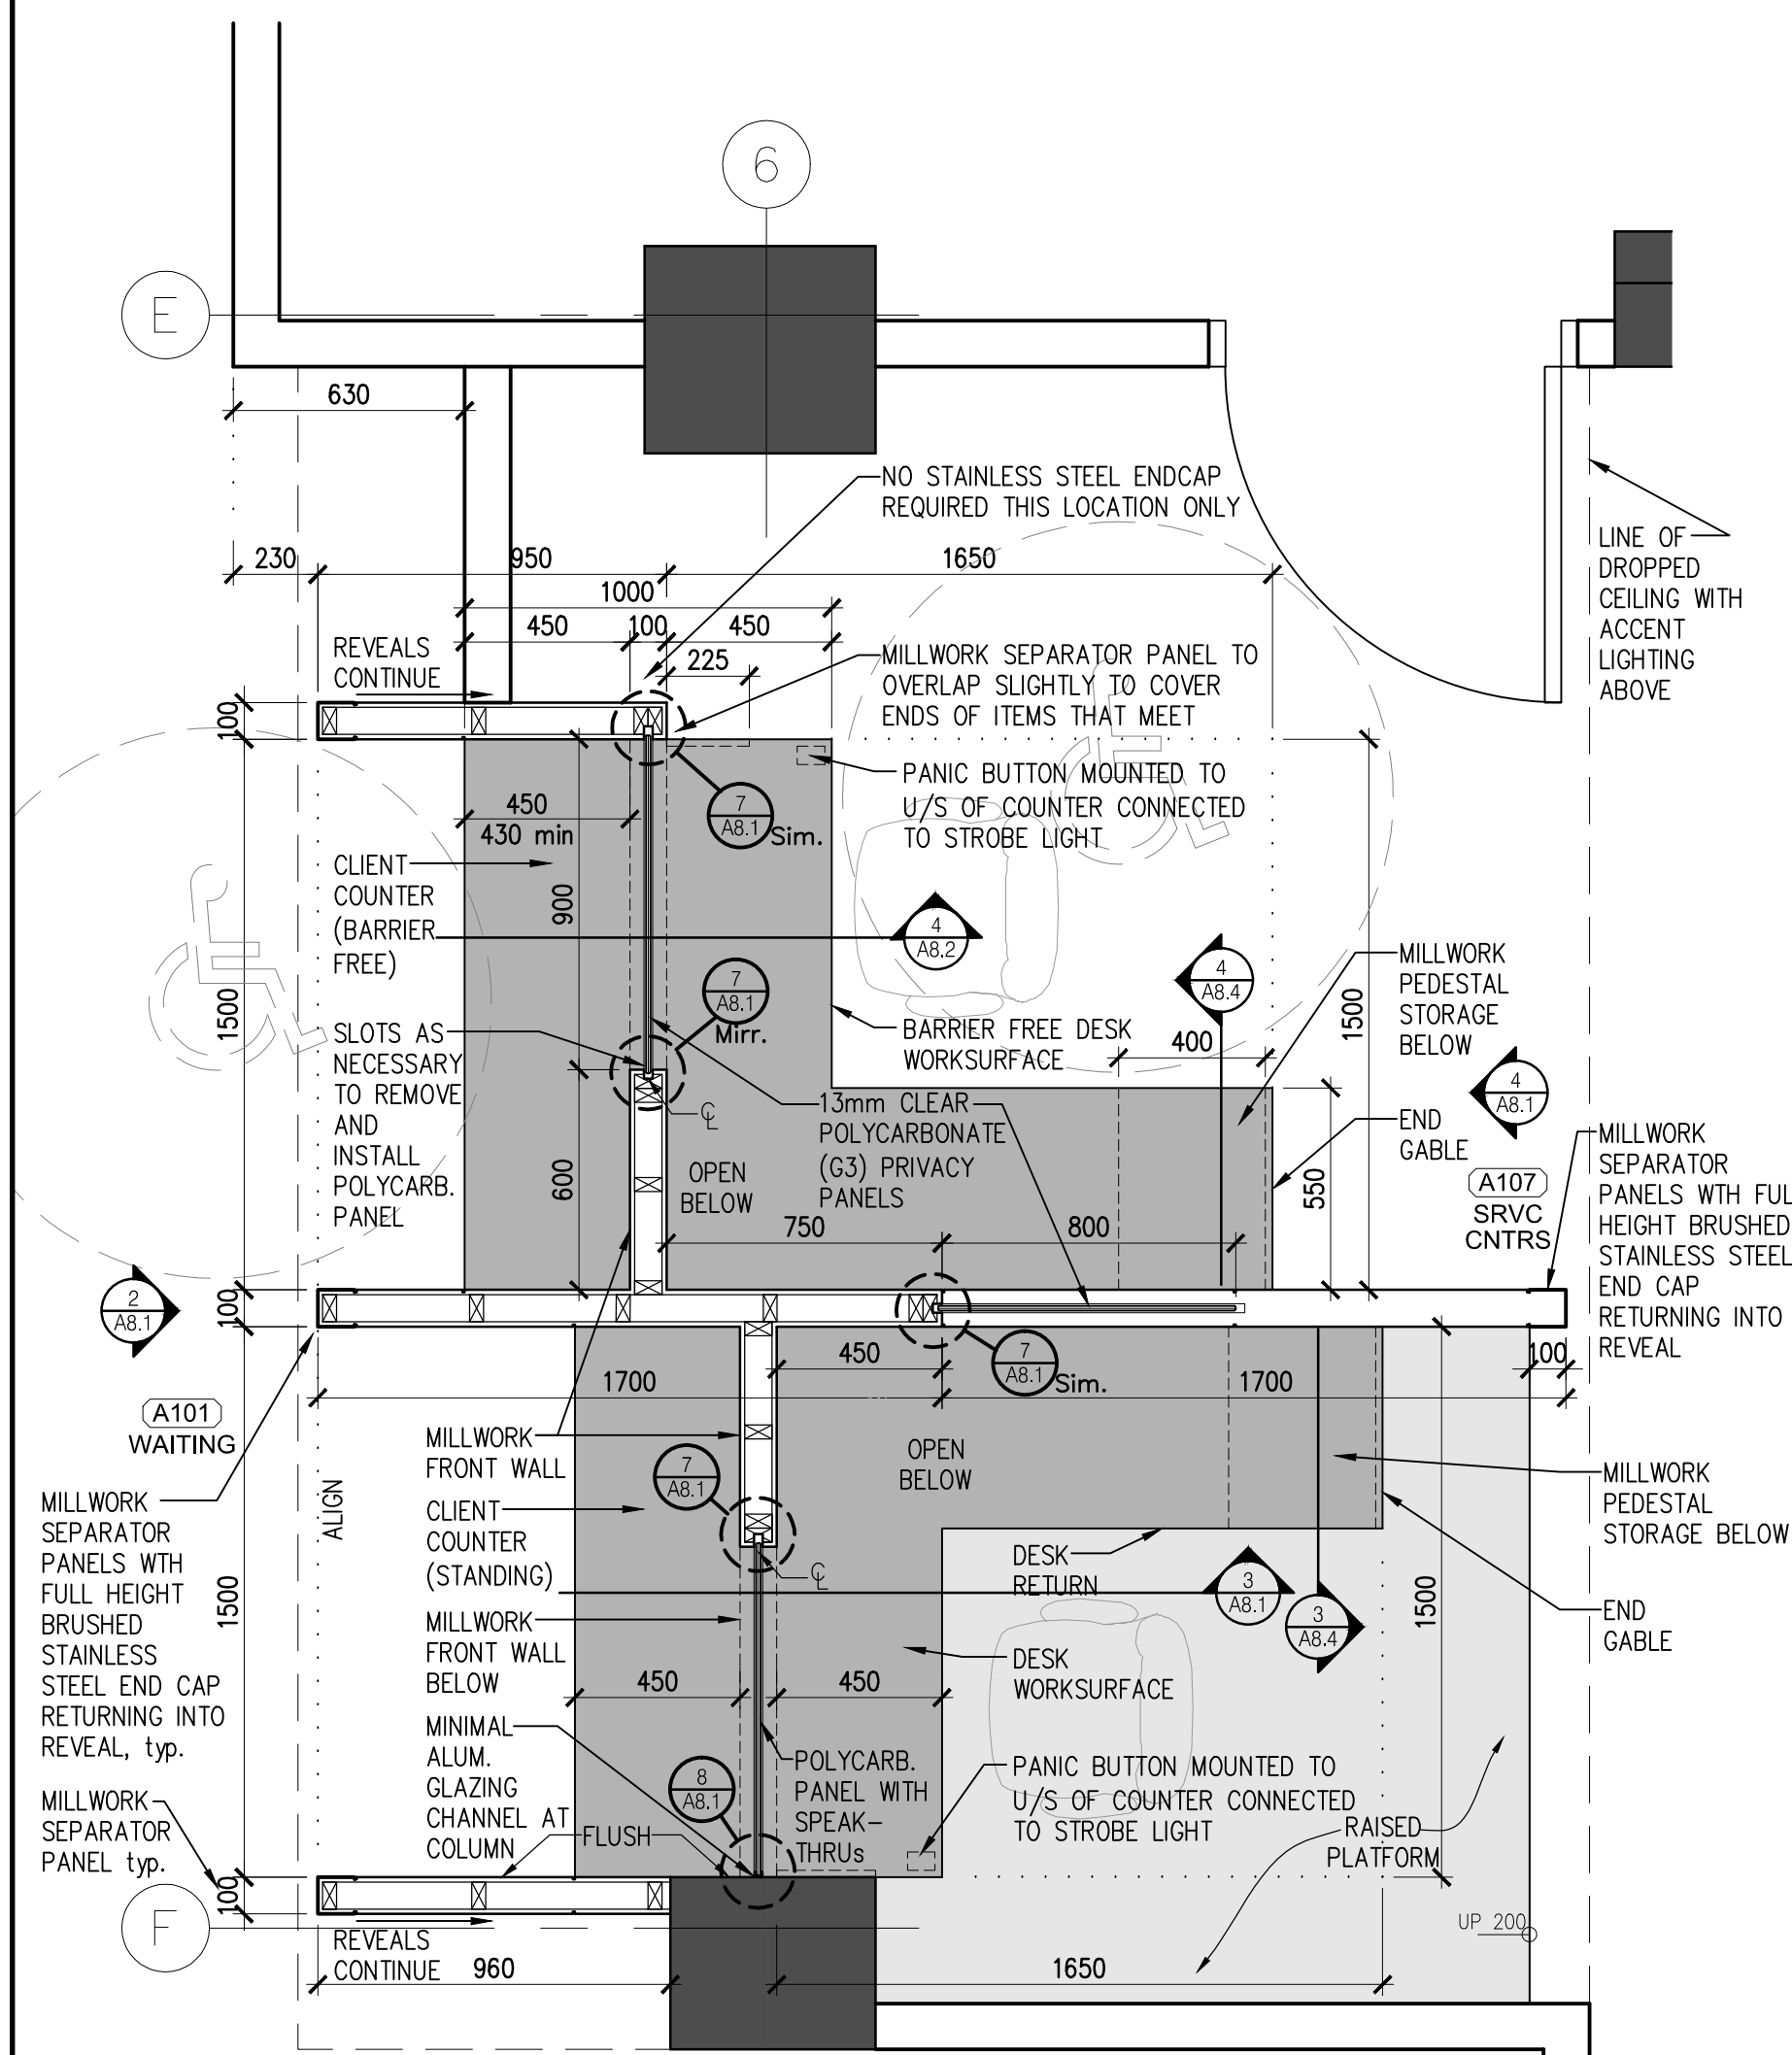 6
E
630
NO STAINLESS STEEL ENDCAP
REQUIRED THIS LOCATION ONLY
LINE OF
DROPPED
CEILING WITH
ACCENT
LIGHTING
ABOVE
230
950
1650
1000
450
100
450
225
REVEALS
CONTINUE
MILLWORK SEPARATOR PANEL TO
OVERLAP SLIGHTLY TO COVER
ENDS OF ITEMS THAT MEET
100
PANIC BUTTON MOUNTED TO
U/S OF COUNTER CONNECTED
TO STROBE LIGHT
450
430 min
7
A8.1
Sim.
CLIENT
COUNTER
(BARRIER
FREE)
900
4
A8.2
4
A8.4
MILLWORK
PEDESTAL
STORAGE
BELOW
7
A8.1
Mirr.
1500
1500
SLOTS AS
NECESSARY
TO REMOVE
AND
INSTALL
POLYCARB.
PANEL
BARRIER FREE DESK
WORKSURFACE
400
4
A8.1
℄
13mm CLEAR
POLYCARBONATE
(G3) PRIVACY
PANELS
END
GABLE
MILLWORK
SEPARATOR
PANELS WTH FUL
HEIGHT BRUSHED
STAINLESS STEEL
END CAP
RETURNING INTO
REVEAL
600
OPEN
BELOW
550
A107
SRVC
CNTRS
750
800
2
A8.1
100
7
A8.1
Sim.
450
100
1700
1700
A101
WAITING
MILLWORK
FRONT WALL
OPEN
BELOW
7
A8.1
MILLWORK
PEDESTAL
STORAGE BELOW
ALIGN
MILLWORK
SEPARATOR
PANELS WTH
FULL HEIGHT
BRUSHED
STAINLESS
STEEL END CAP
RETURNING INTO
REVEAL, typ.
CLIENT
COUNTER
(STANDING)
℄
DESK
RETURN
3
A8.1
3
A8.4
1500
1500
END
GABLE
MILLWORK
FRONT WALL
BELOW
DESK
WORKSURFACE
450
450
MINIMAL
ALUM.
GLAZING
CHANNEL AT
COLUMN
8
A8.1
POLYCARB.
PANEL WITH
SPEAK-
THRUs
PANIC BUTTON MOUNTED TO
U/S OF COUNTER CONNECTED
TO STROBE LIGHT
RAISED
PLATFORM
MILLWORK
SEPARATOR
PANEL typ.
FLUSH
100
F
UP 200
REVEALS
CONTINUE
960
1650